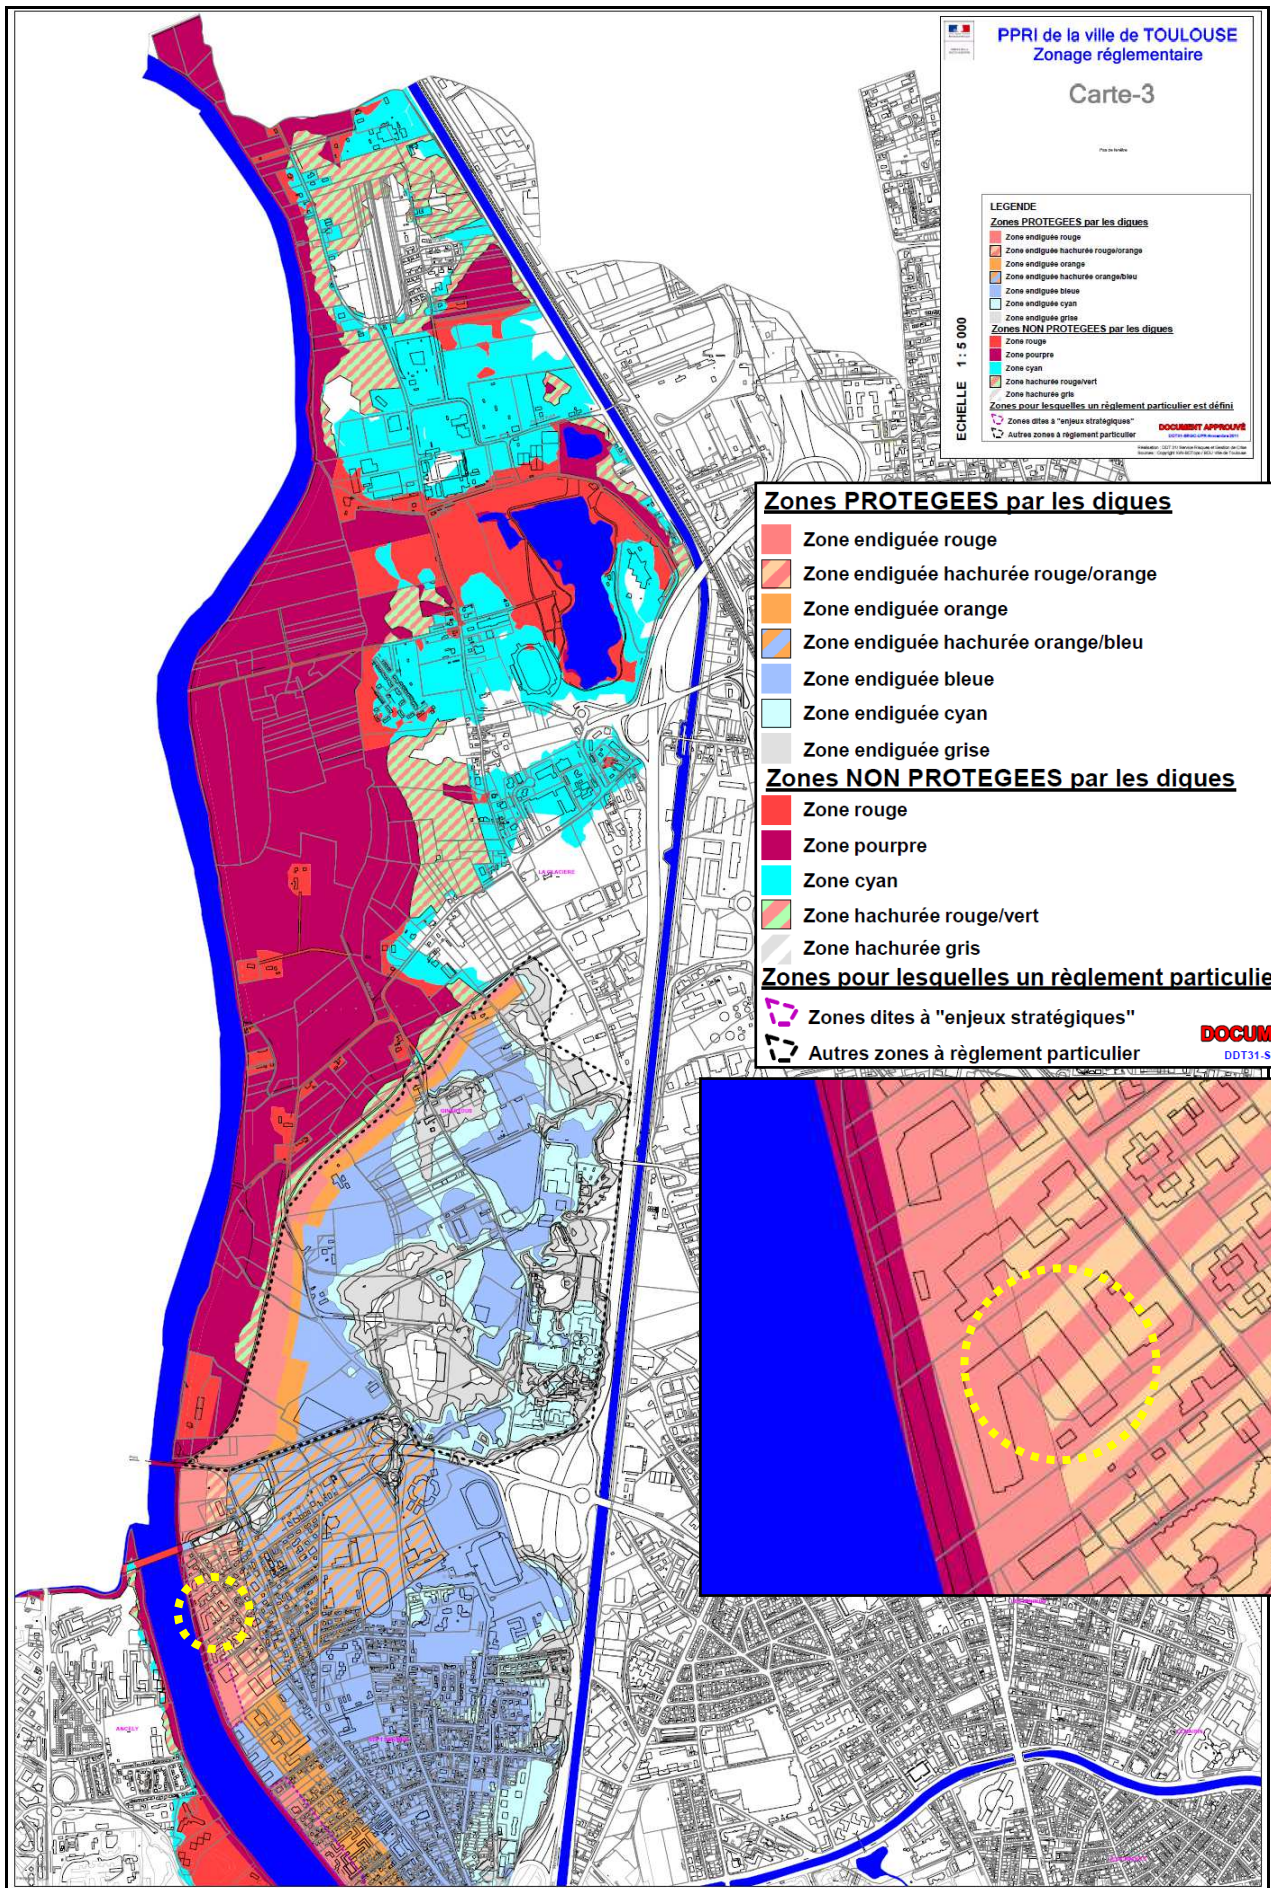 PPRI de la ville de TOULOUSE
Zonage réglementaire
Carte-3
ECHELLE 1 : 5 000
LEGENDE
Zones PROTEGEES par les digues
Zone endiguée rouge
Zone endiguée hachurée rouge/orange
Zone endiguée orange
Zone endiguée hachurée orange/bleu
Zone endiguée bleue
Zone endiguée cyan
Zone endiguée grise
Zones NON PROTEGEES par les digues
Zone rouge
Zone pourpre
Zone cyan
Zone hachurée rouge/vert
Zone hachurée gris
Zones pour lesquelles un règlement particulier est défini
Zones dites à "enjeux stratégiques"
Autres zones à règlement particulier
DOCUMENT APPROUVÉ
Zones PROTEGEES par les digues
Zone endiguée rouge
Zone endiguée hachurée rouge/orange
Zone endiguée orange
Zone endiguée hachurée orange/bleu
Zone endiguée bleue
Zone endiguée cyan
Zone endiguée grise
Zones NON PROTEGEES par les digues
Zone rouge
Zone pourpre
Zone cyan
Zone hachurée rouge/vert
Zone hachurée gris
Zones pour lesquelles un règlement particulie
Zones dites à "enjeux stratégiques"
Autres zones à règlement particulier
DOCUM
DDT31-S
LA GLACIERE
GINESTOUS